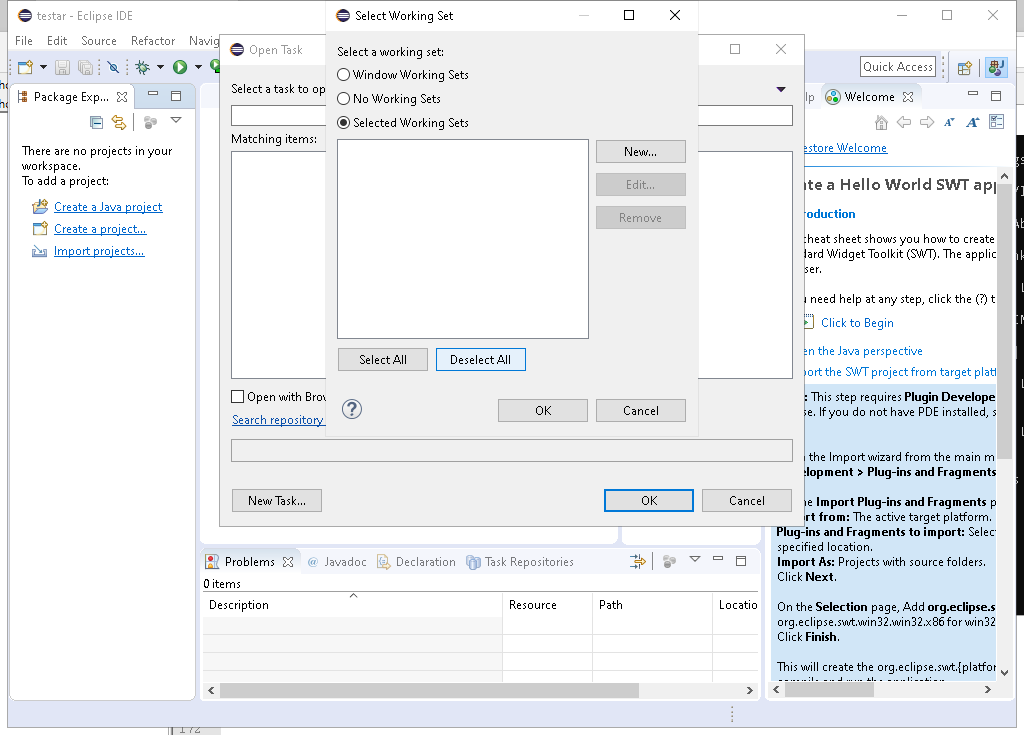 testar - Eclipse IDE
File Edit Source Refactor Navig
Quick Access
Package Exp...
There are no projects in your
workspace.
To add a project:
Create a Java project
Create a project...
Import projects...
Open Task
Select a task to op
Matching items:
Open with Brow
Search repository
New Task...
OK
Cancel
Select Working Set
Select a working set:
Window Working Sets
No Working Sets
Selected Working Sets
New...
Edit...
Remove
Select All
Deselect All
OK
Cancel
lp
Welcome
estore Welcome
te a Hello World SWT app
roduction
cheat sheet shows you how to create
lard Widget Toolkit (SWT). The applic
ser.
u need help at any step, click the (?) t
Click to Begin
en the Java perspective
port the SWT project from target platf
: This step requires Plugin Develope
se. If you do not have PDE installed, s
the Import wizard from the main m
elopment > Plug-ins and Fragments
he Import Plug-ins and Fragments p
rt from: The active target platform.
Plug-ins and Fragments to import: Select
specified location.
Import As: Projects with source folders.
Click Next.
On the Selection page, Add org.eclipse.s
org.eclipse.swt.win32.win32.x86 for win32
Click Finish.
This will create the org.eclipse.swt.{platfor
compile and run the application.
Problems
@ Javadoc
Declaration
Task Repositories
0 items
Description
Resource
Path
Locatio
172